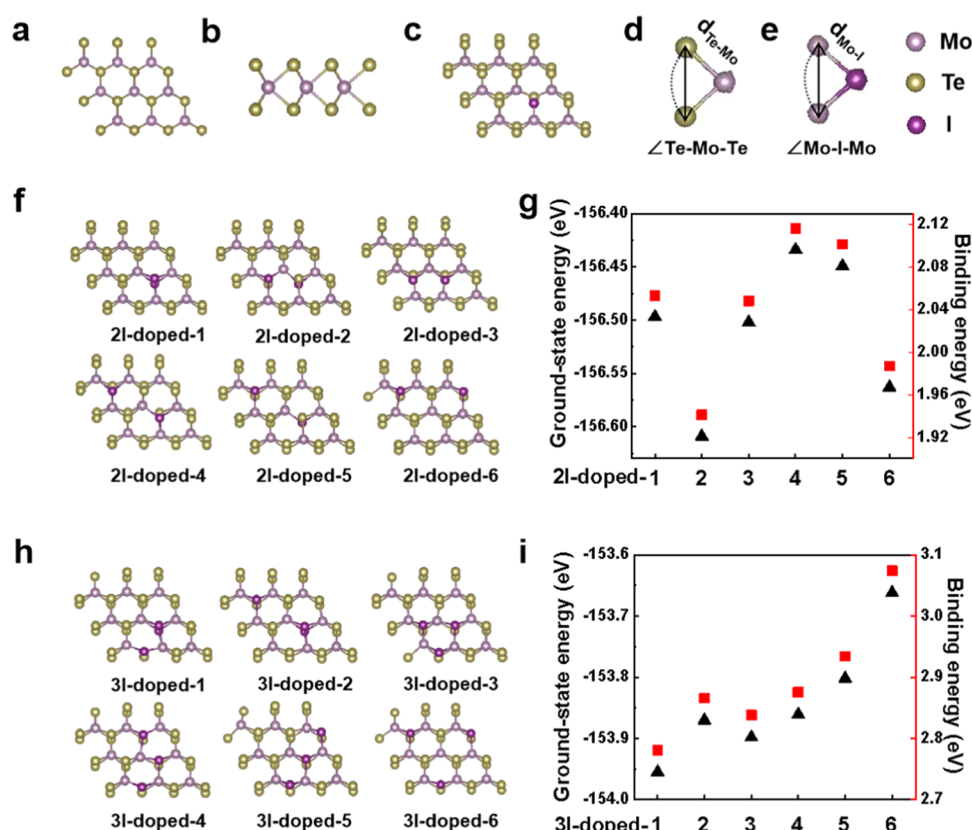 a
b
c
d
e
d_Te-Mo
d_Mo-I
∠Te-Mo-Te
∠Mo-I-Mo
Mo
Te
I
f
2I-doped-1
2I-doped-2
2I-doped-3
2I-doped-4
2I-doped-5
2I-doped-6
g
Ground-state energy (eV)
-156.40
-156.45
-156.50
-156.55
-156.60
2.12
2.08
2.04
2.00
1.96
1.92
Binding energy (eV)
2I-doped-1 2 3 4 5 6
h
3I-doped-1
3I-doped-2
3I-doped-3
3I-doped-4
3I-doped-5
3I-doped-6
i
Ground-state energy (eV)
-153.6
-153.7
-153.8
-153.9
-154.0
3.1
3.0
2.9
2.8
2.7
Binding energy (eV)
3I-doped-1 2 3 4 5 6